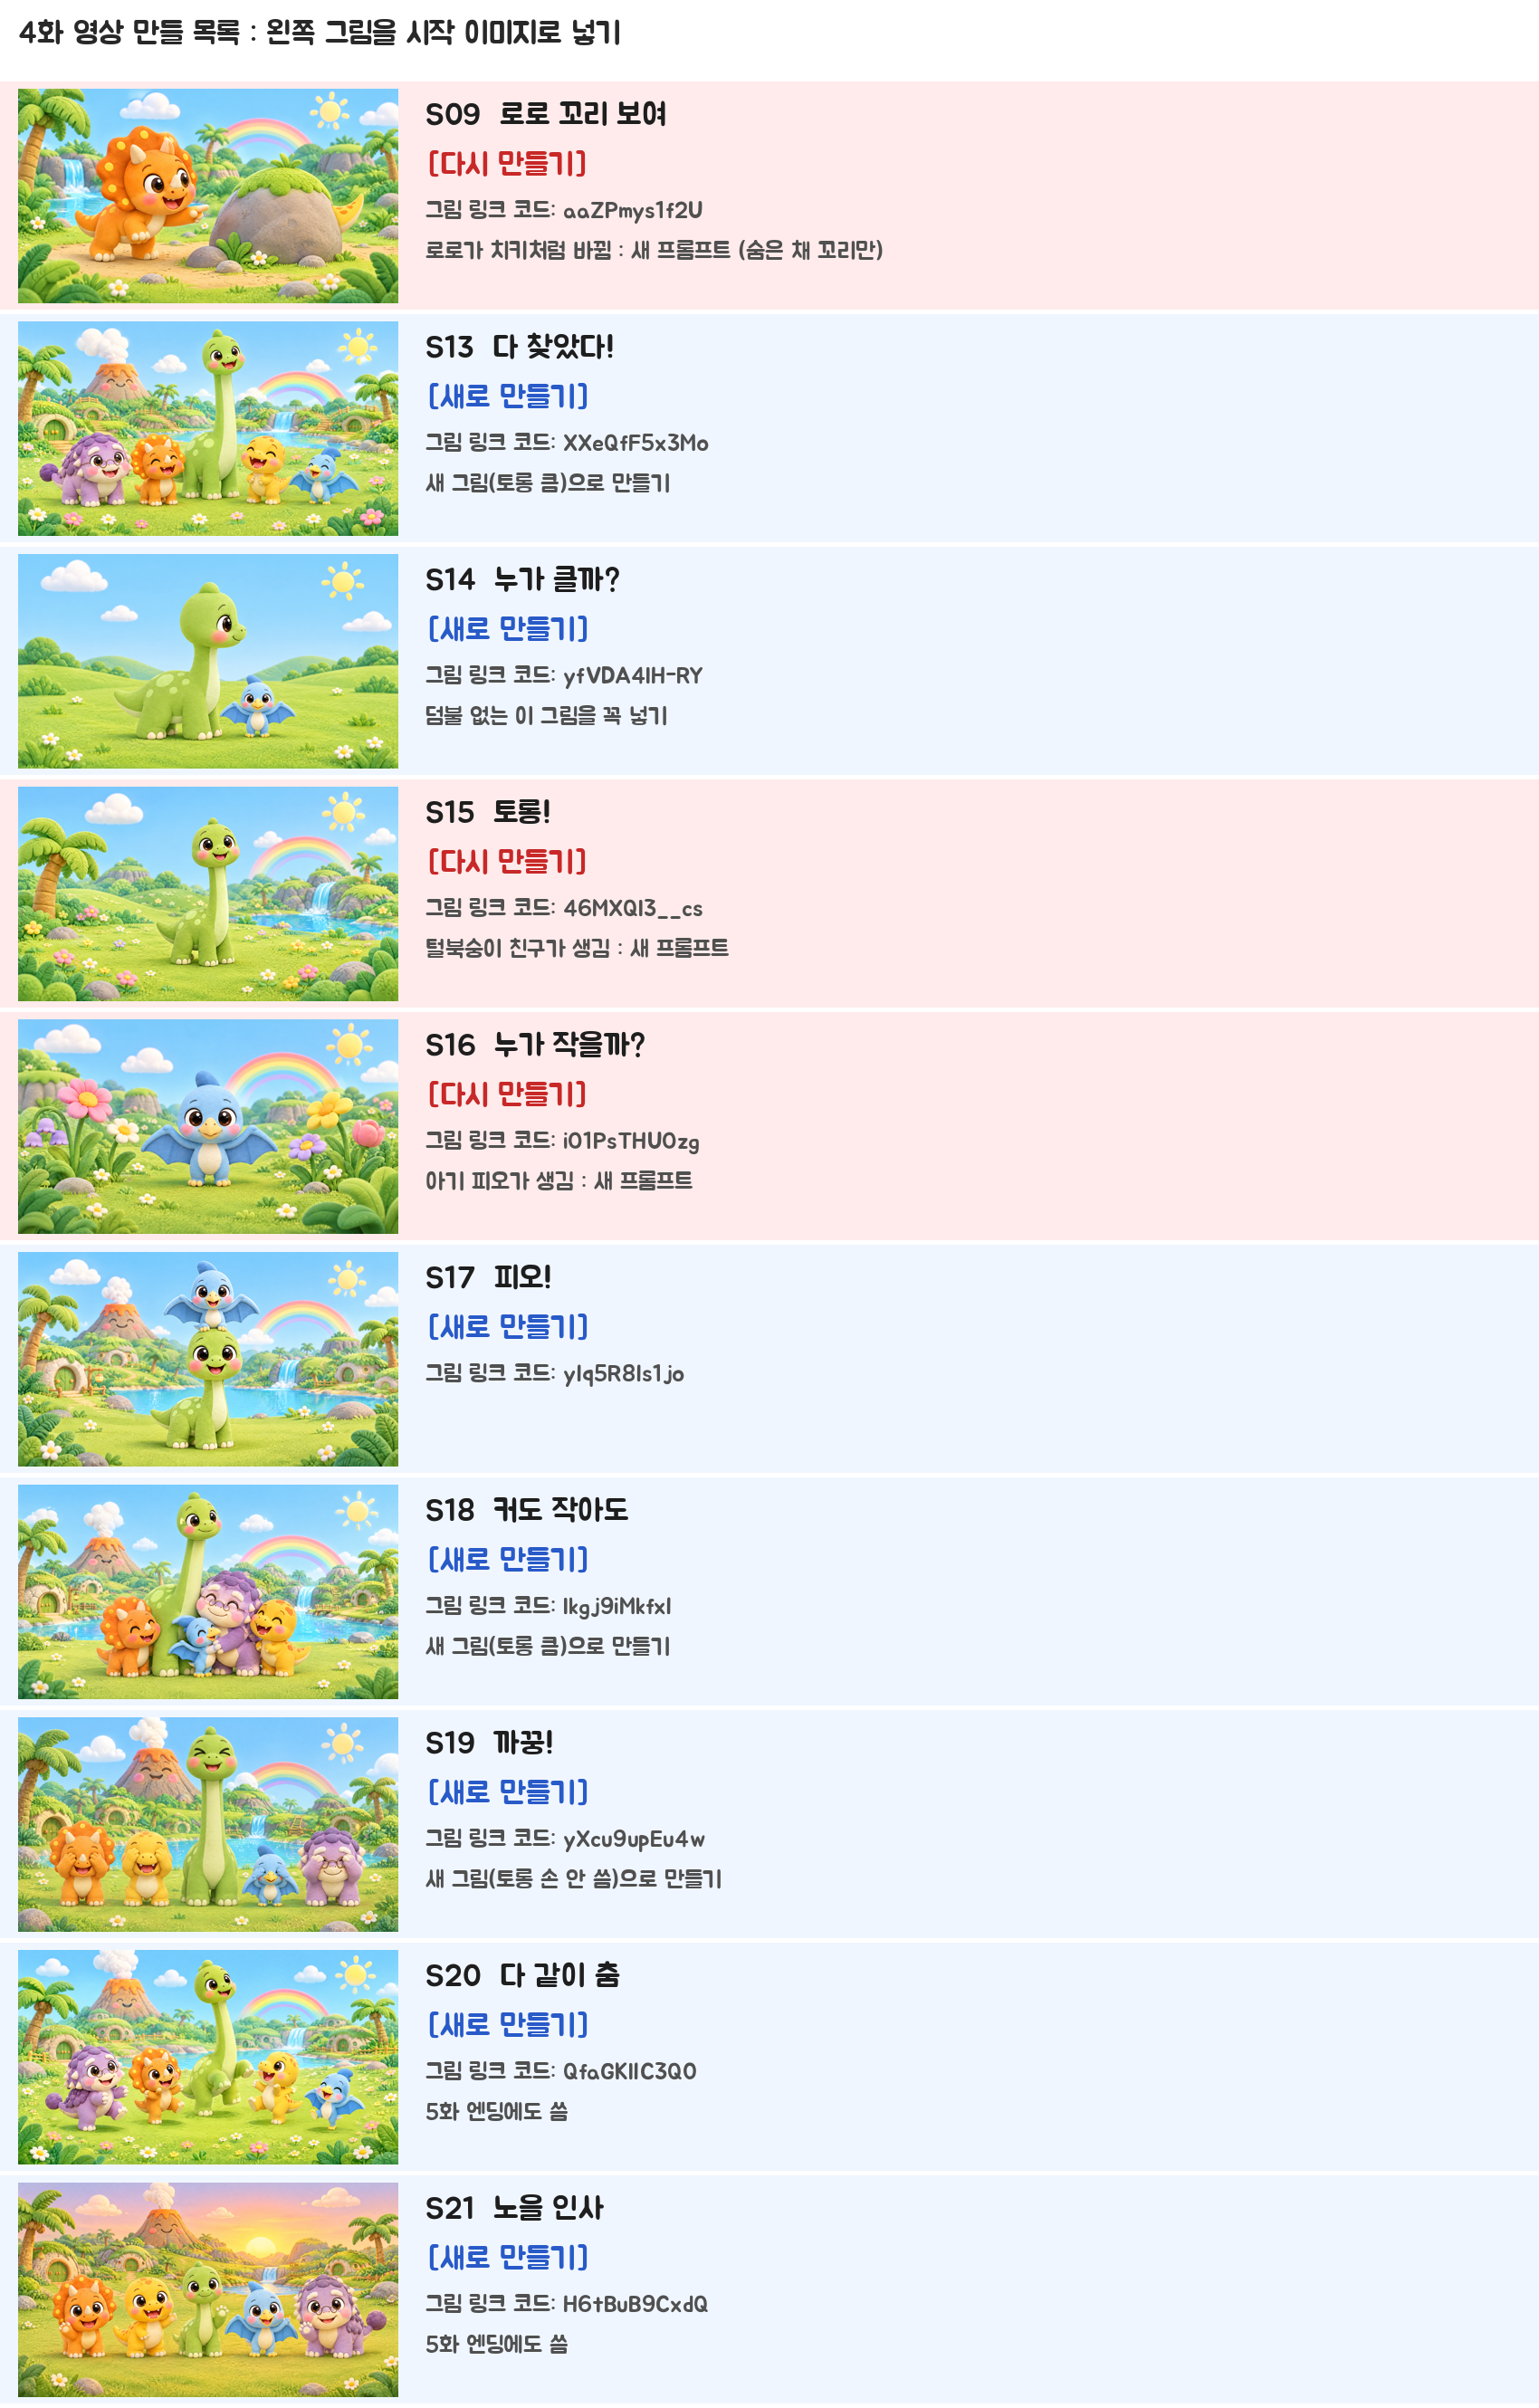 4화 영상 만들 목록 : 왼쪽 그림을 시작 이미지로 넣기
S09 로로 꼬리 보여
[다시 만들기]
그림 링크 코드: aaZPmys1f2U
로로가 치키처럼 바뀜 : 새 프롬프트 (숨은 채 꼬리만)
S13 다 찾았다!
[새로 만들기]
그림 링크 코드: XXeQfF5x3Mo
새 그림(토롱 큼)으로 만들기
S14 누가 클까?
[새로 만들기]
그림 링크 코드: yfVDA4IH-RY
덤불 없는 이 그림을 꼭 넣기
S15 토롱!
[다시 만들기]
그림 링크 코드: 46MXQI3__cs
털북숭이 친구가 생김 : 새 프롬프트
S16 누가 작을까?
[다시 만들기]
그림 링크 코드: i01PsTHU0zg
아기 피오가 생김 : 새 프롬프트
S17 피오!
[새로 만들기]
그림 링크 코드: yIq5R8Is1jo
S18 커도 작아도
[새로 만들기]
그림 링크 코드: lkgj9iMkfxI
새 그림(토롱 큼)으로 만들기
S19 까꿍!
[새로 만들기]
그림 링크 코드: yXcu9upEu4w
새 그림(토롱 손 안 씀)으로 만들기
S20 다 같이 춤
[새로 만들기]
그림 링크 코드: QfaGKIIC3Q0
5화 엔딩에도 씀
S21 노을 인사
[새로 만들기]
그림 링크 코드: H6tBuB9CxdQ
5화 엔딩에도 씀